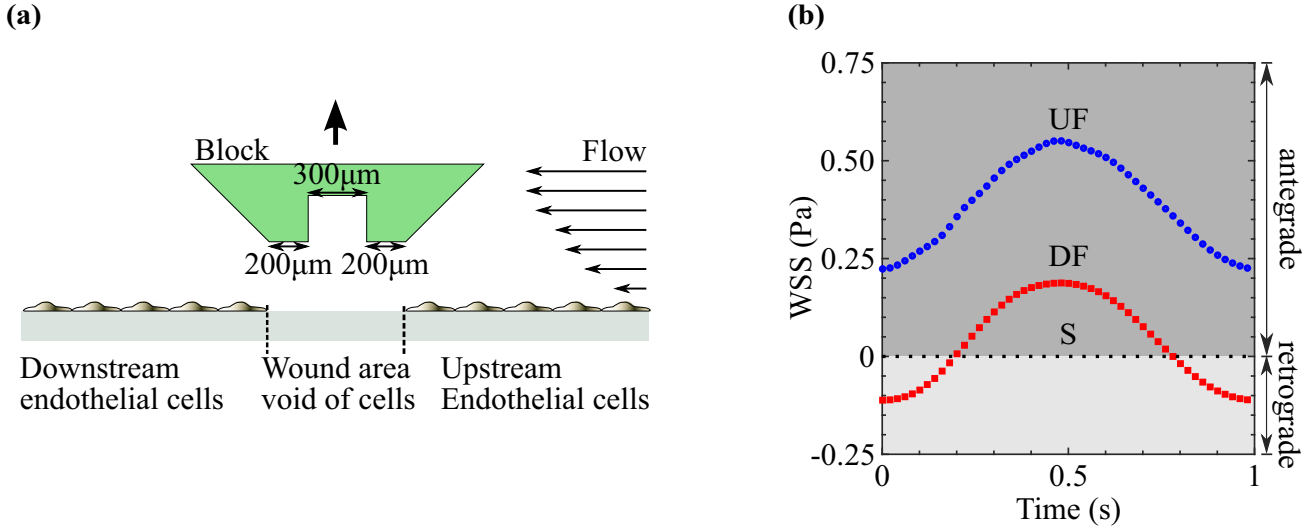 (a)
Block
Flow
300μm
200μm 200μm
Downstream
endothelial cells
Wound area
void of cells
Upstream
Endothelial cells
(b)
0.75
0.50
0.25
0
-0.25
WSS (Pa)
UF
DF
S
0 0.5 1
Time (s)
antegrade
retrograde